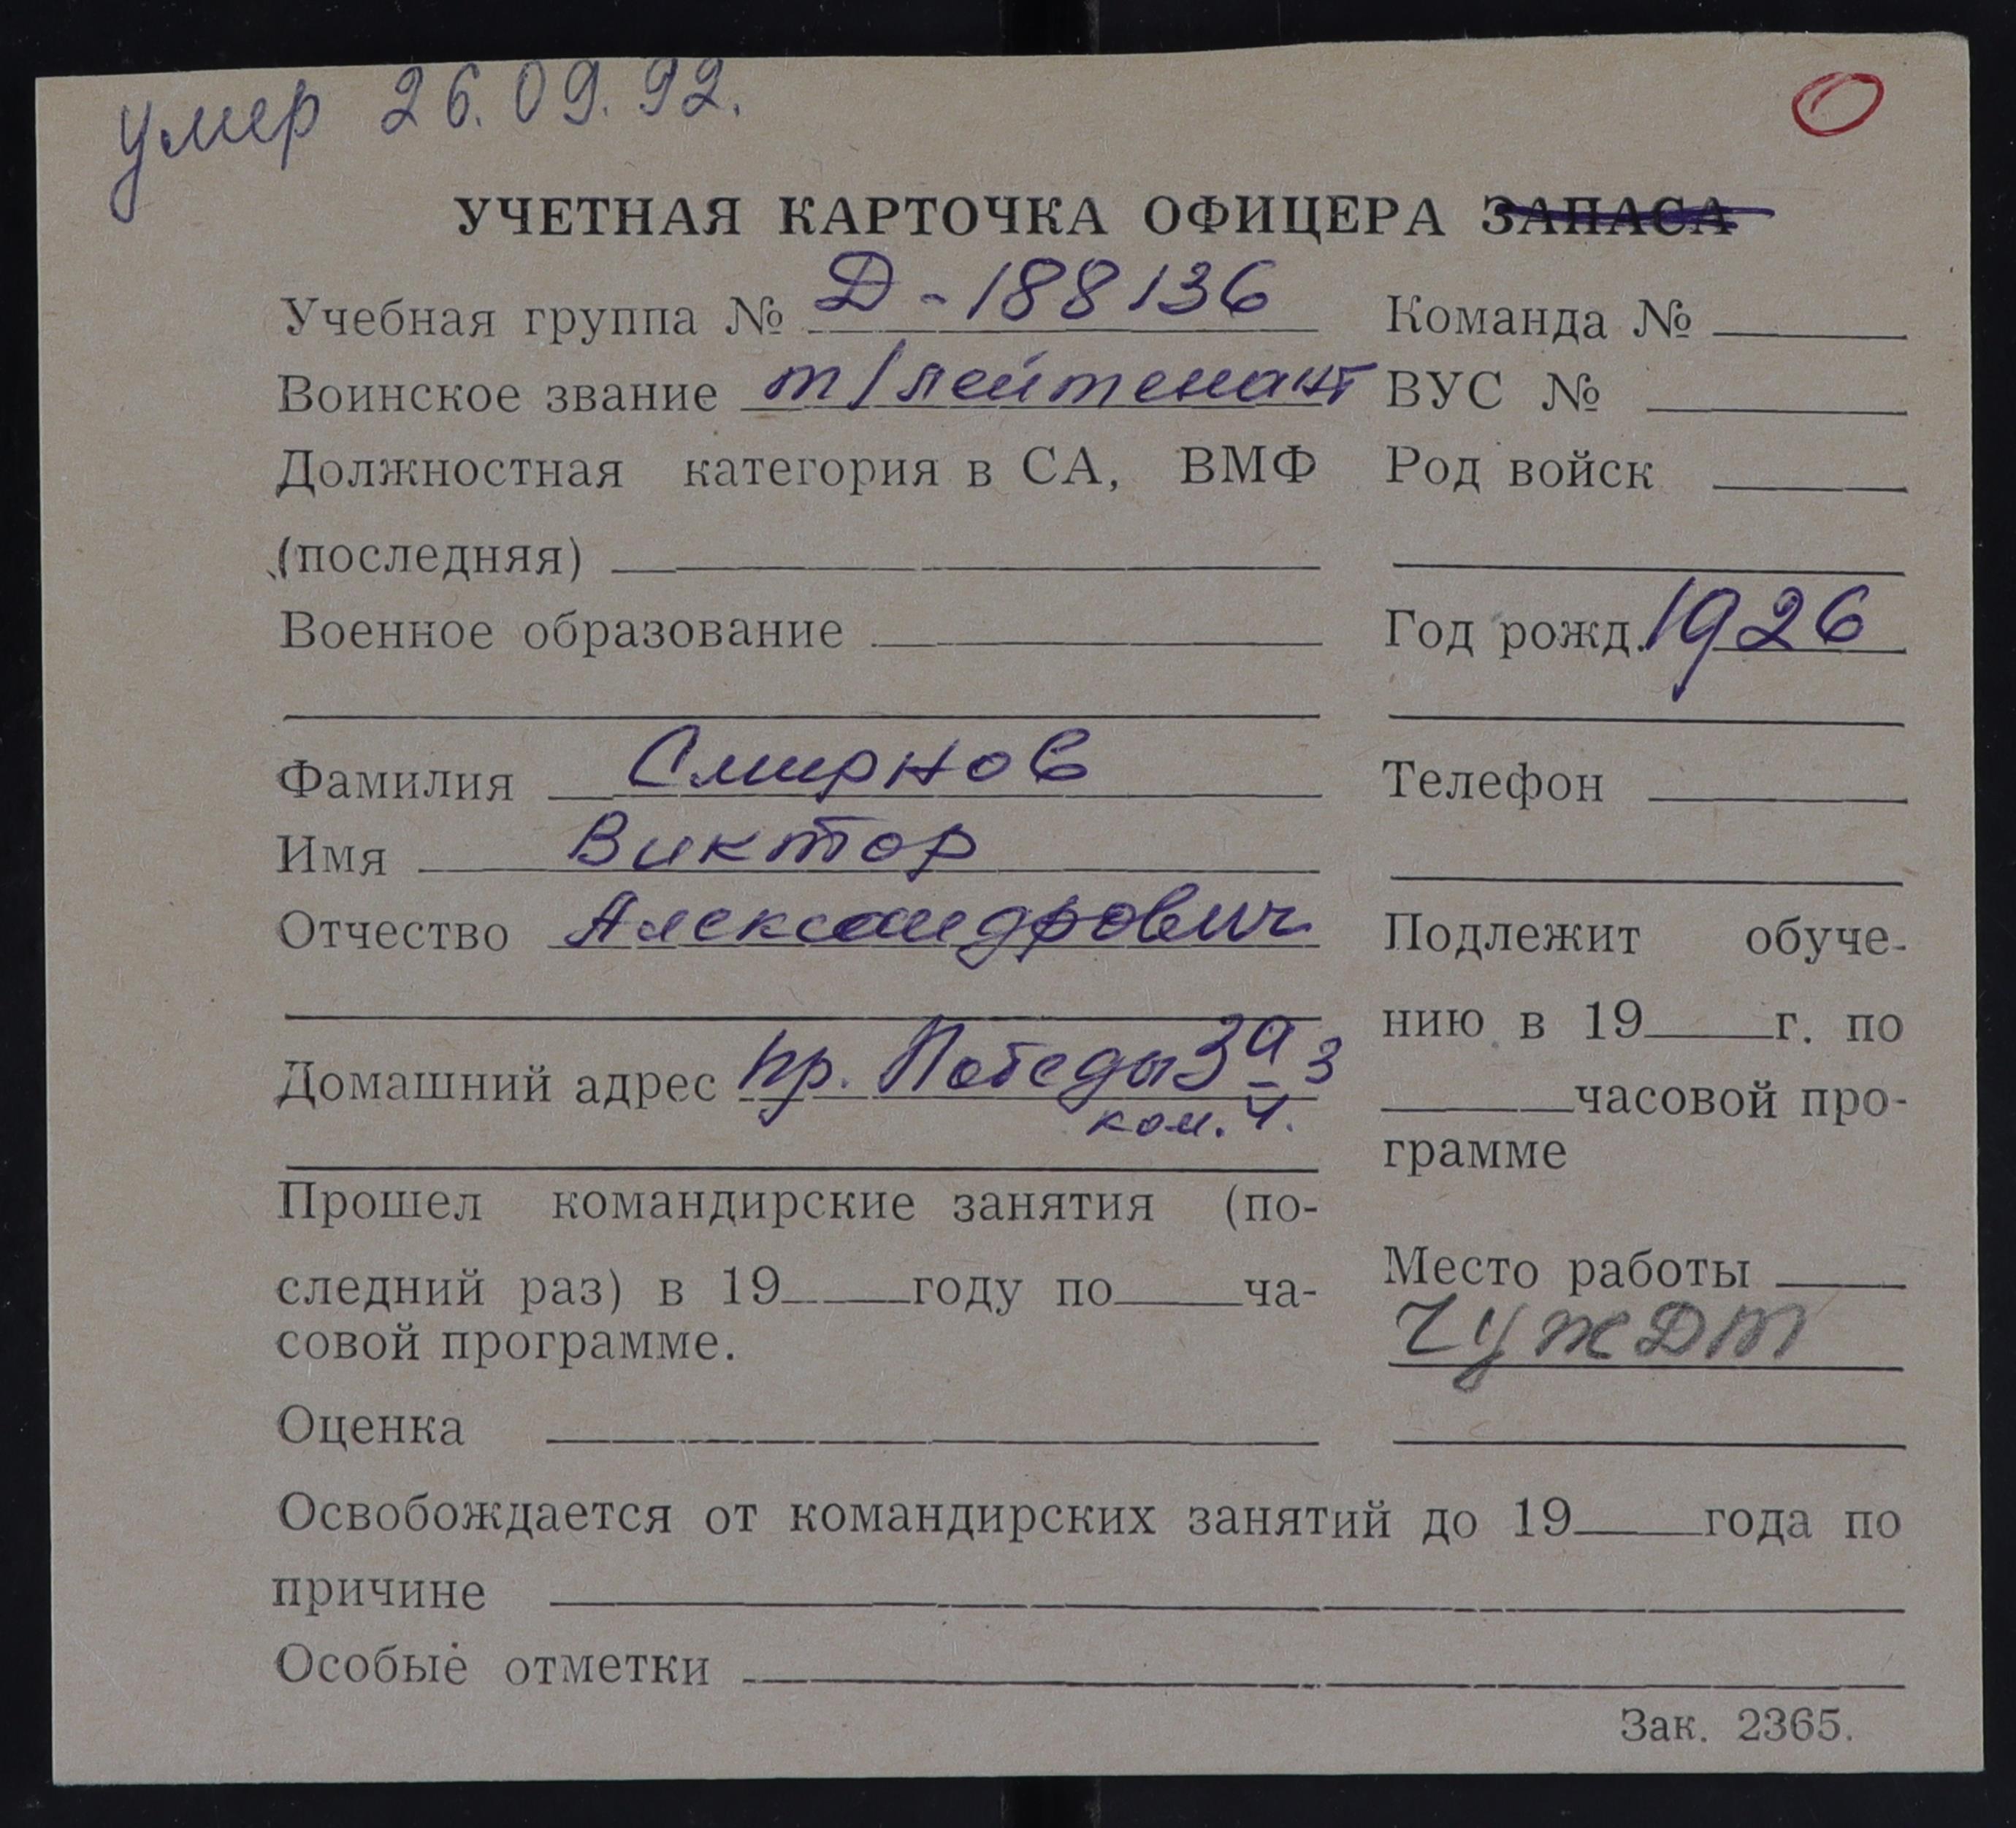 умер 26.09.92.
УЧЕТНАЯ КАРТОЧКА ОФИЦЕРА ЗАПАСА
Учебная группа № Д-188136
Команда №
Воинское звание т/лейтенант
ВУС №
Должностная категория в СА, ВМФ
Род войск
(последняя)
Военное образование
Год рожд. 1926
Фамилия Смирнов
Телефон
Имя Виктор
Отчество Александрович
Подлежит обуче-
нию в 19 г. по
Домашний адрес пр. Победы 3а-3
ком. 4.
часовой про-
грамме
Прошел командирские занятия (по-
следний раз) в 19 году по ча-
совой программе.
Место работы
ЧУЖДТ
Оценка
Освобождается от командирских занятий до 19 года по
причине
Особые отметки
Зак. 2365.